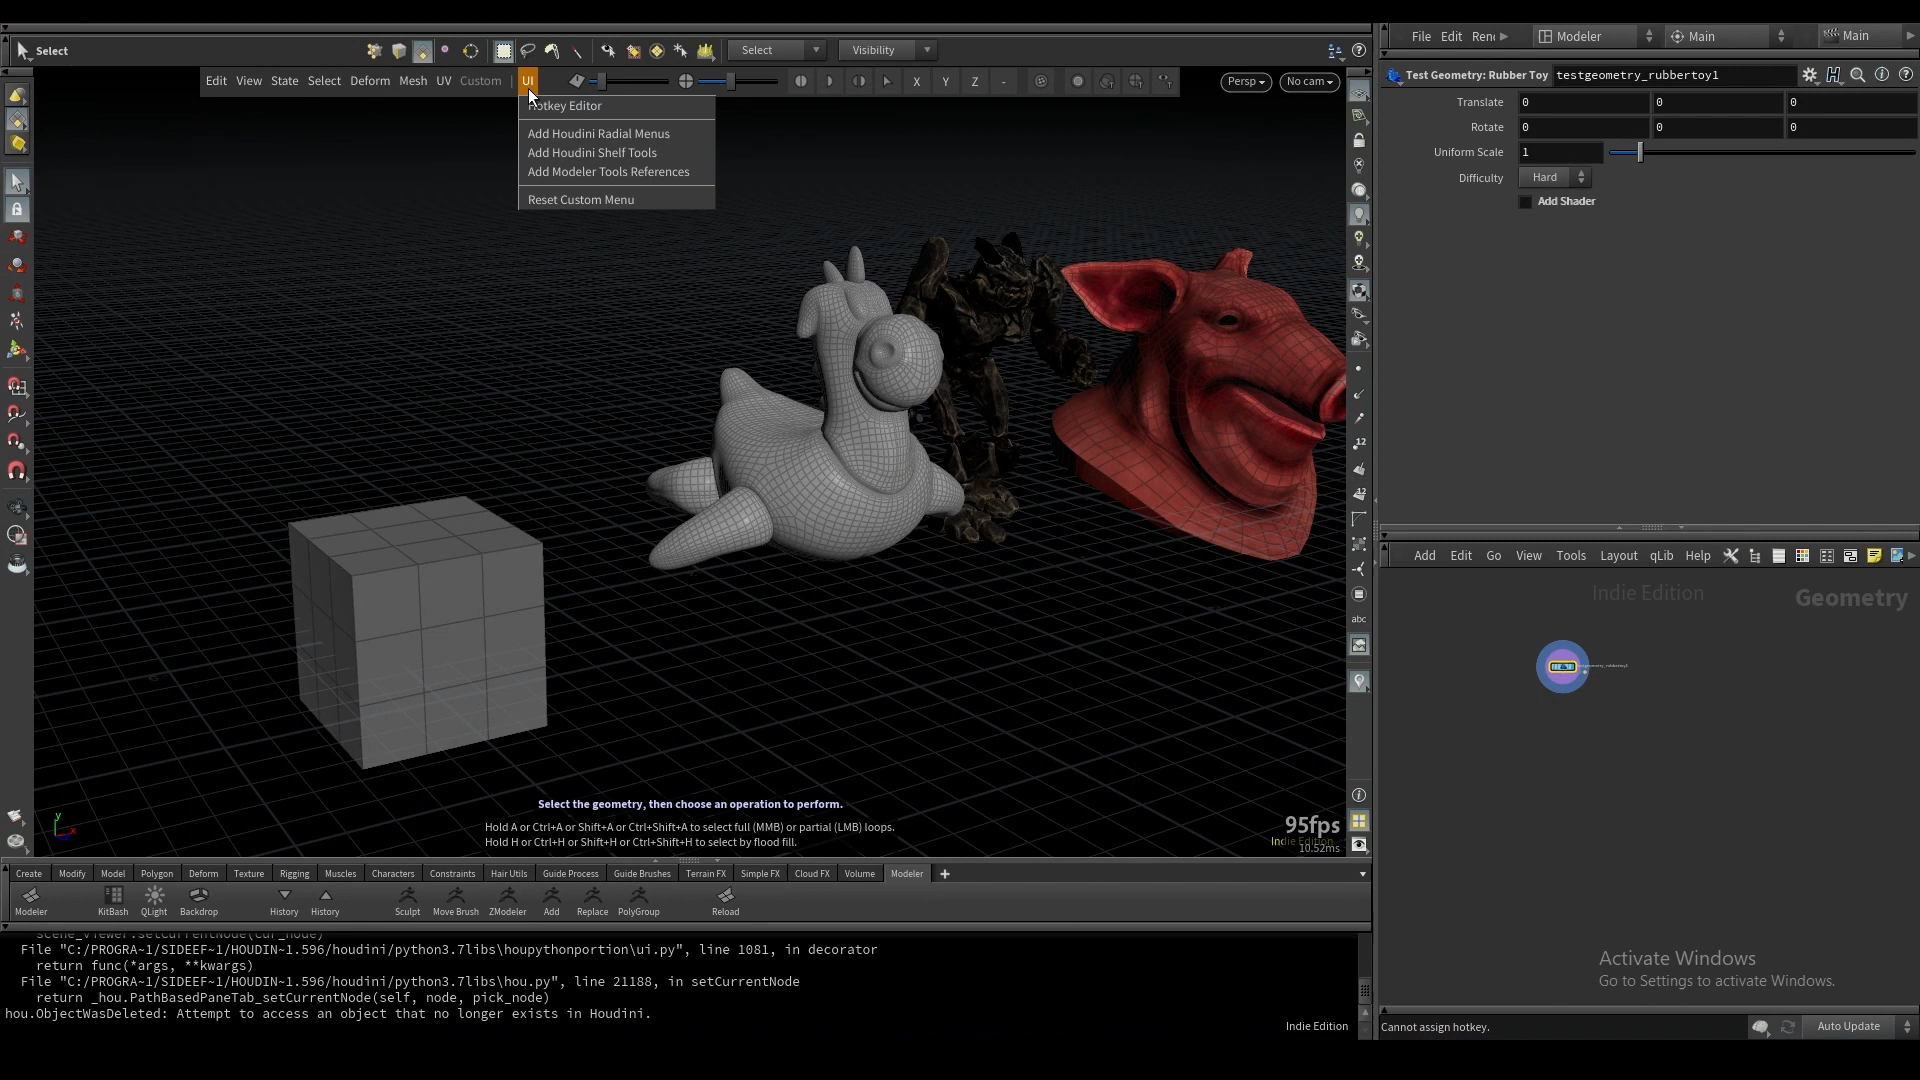 Select
Select
Visibility
File Edit Ren
Modeler
Main
Main
Edit View State Select Deform Mesh UV Custom | UI
X Y Z -
Persp
No cam
Hotkey Editor
Add Houdini Radial Menus
Add Houdini Shelf Tools
Add Modeler Tools References
Reset Custom Menu
Test Geometry: Rubber Toy testgeometry_rubbertoy1
Translate 0 0 0
Rotate 0 0 0
Uniform Scale 1
Difficulty Hard
Add Shader
12
12
abc
Add Edit Go View Tools Layout qLib Help
Indie Edition
Geometry
testgeometry_rubbertoy1
y
x
Select the geometry, then choose an operation to perform.
Hold A or Ctrl+A or Shift+A or Ctrl+Shift+A to select full (MMB) or partial (LMB) loops.
Hold H or Ctrl+H or Shift+H or Ctrl+Shift+H to select by flood fill.
95fps
Indie Edition
10.52ms
Create Modify Model Polygon Deform Texture Rigging Muscles Characters Constraints Hair Utils Guide Process Guide Brushes Terrain FX Simple FX Cloud FX Volume Modeler +
Modeler KitBash QLight Backdrop History History Sculpt Move Brush ZModeler Add Replace PolyGroup Reload
scene_viewer.setCurrentNode(cur_node)
File "C:/PROGRA~1/SIDEEF~1/HOUDIN~1.596/houdini/python3.7libs\houpythonportion\ui.py", line 1081, in decorator
return func(*args, **kwargs)
File "C:/PROGRA~1/SIDEEF~1/HOUDIN~1.596/houdini/python3.7libs\hou.py", line 21188, in setCurrentNode
return _hou.PathBasedPaneTab_setCurrentNode(self, node, pick_node)
hou.ObjectWasDeleted: Attempt to access an object that no longer exists in Houdini.
Indie Edition
Activate Windows
Go to Settings to activate Windows.
Cannot assign hotkey.
Auto Update